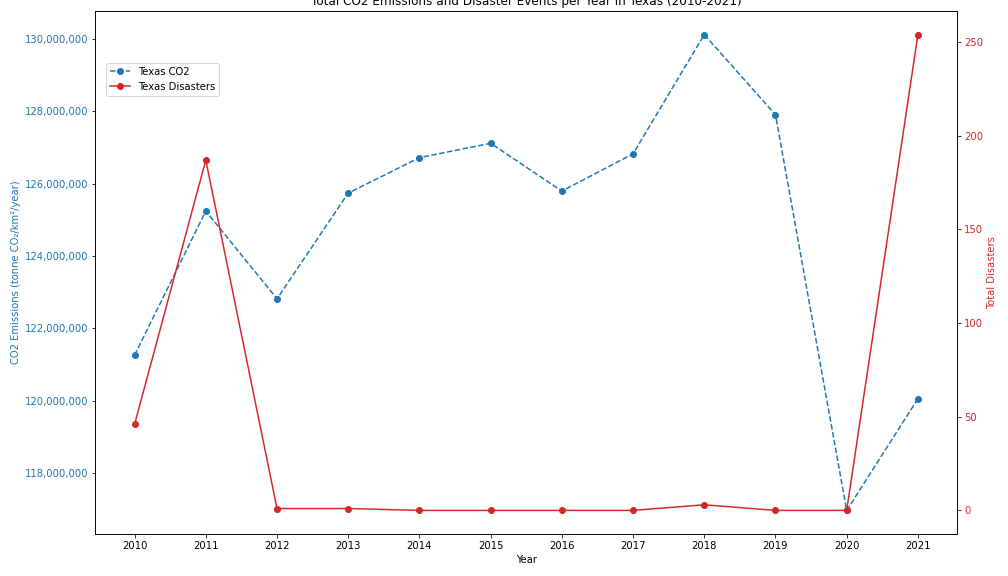 Total CO2 Emissions and Disaster Events per Year in Texas (2010-2021)
130,000,000
128,000,000
126,000,000
124,000,000
122,000,000
120,000,000
118,000,000
CO2 Emissions (tonne CO₂/km²/year)
Texas CO2
Texas Disasters
250
200
150
100
50
0
Total Disasters
2010 2011 2012 2013 2014 2015 2016 2017 2018 2019 2020 2021
Year